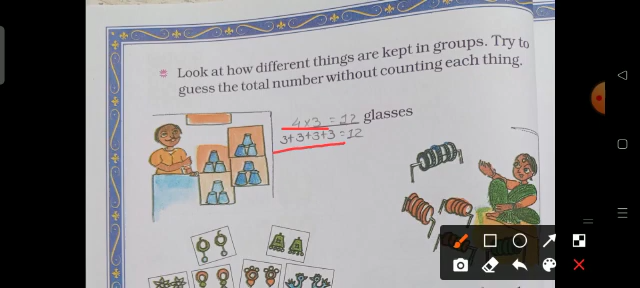 Look at how different things are kept in groups. Try to
guess the total number without counting each thing.
4 x 3 = 12 glasses
3+3+3+3 = 12